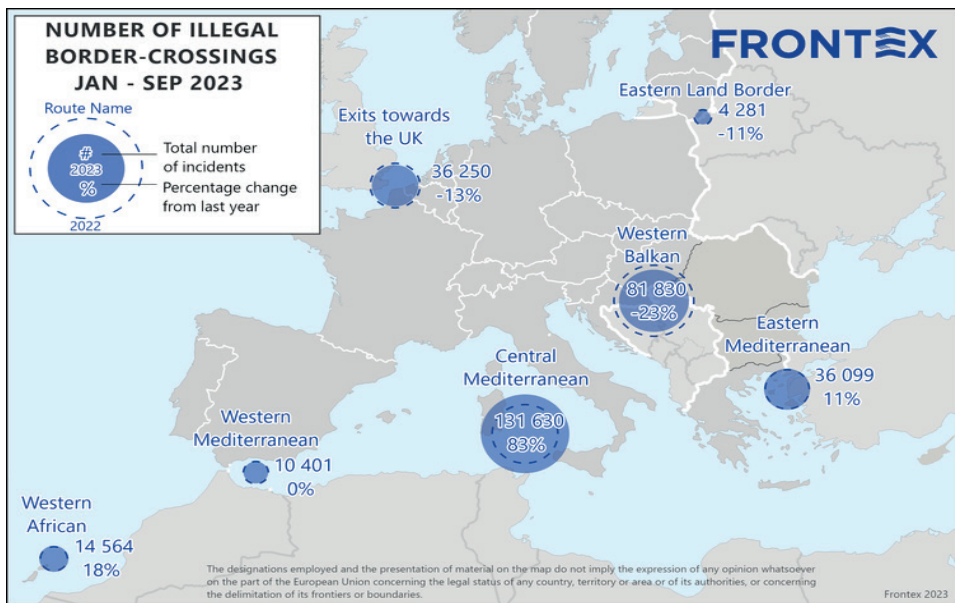 NUMBER OF ILLEGAL
BORDER-CROSSINGS
JAN - SEP 2023
Route Name
#
2023
%
Total number
of incidents
Percentage change
from last year
2022
FRONTEX
Exits towards
the UK
36 250
-13%
Eastern Land Border
4 281
-11%
Western
Balkan
81 830
-23%
Eastern
Mediterranean
36 099
11%
Central
Mediterranean
131 630
83%
Western
Mediterranean
10 401
0%
Western
African
14 564
18%
The designations employed and the presentation of material on the map do not imply the expression of any opinion whatsoever
on the part of the European Union concerning the legal status of any country, territory or area or of its authorities, or concerning
the delimitation of its frontiers or boundaries.
Frontex 2023